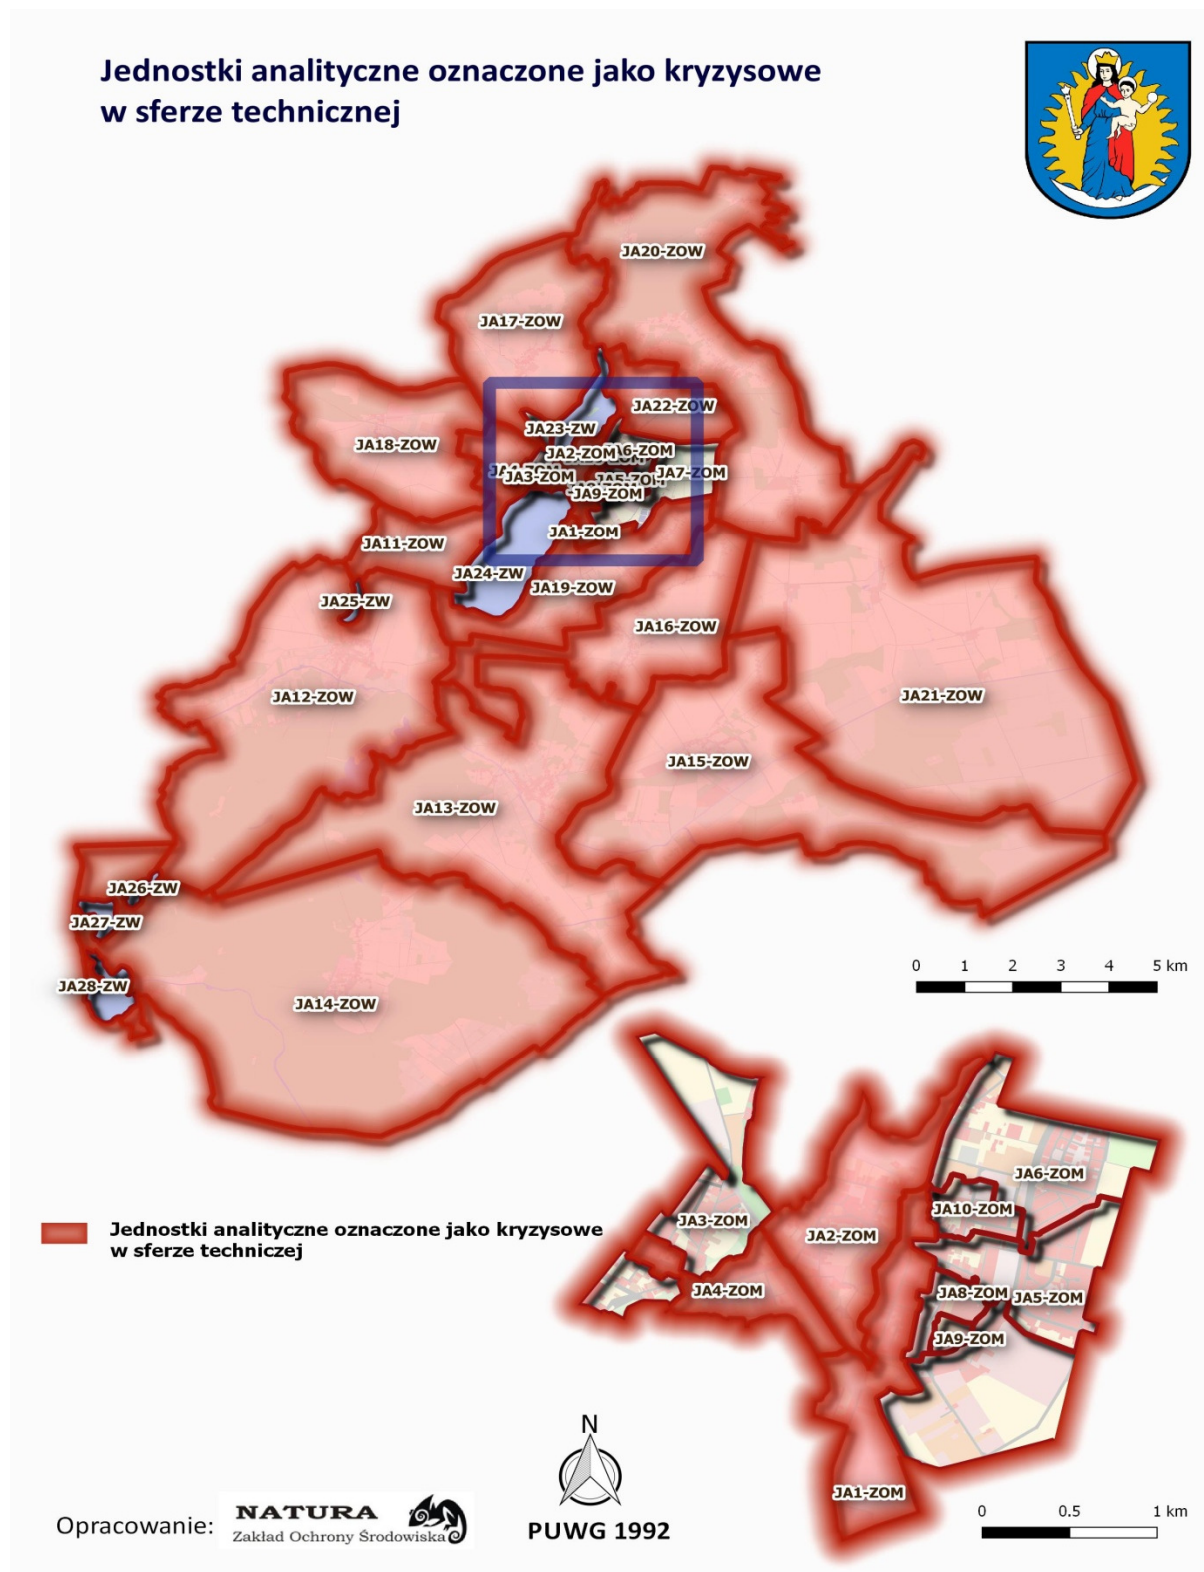 Jednostki analityczne oznaczone jako kryzysowe
w sferze technicznej
JA20-ZOW
JA17-ZOW
JA22-ZOW
JA23-ZW
JA18-ZOW
JA2-ZOM
JA6-ZOM
JA7-ZOM
JA3-ZOM
JA9-ZOM
JA1-ZOM
JA11-ZOW
JA24-ZW
JA19-ZOW
JA25-ZW
JA16-ZOW
JA12-ZOW
JA21-ZOW
JA15-ZOW
JA13-ZOW
JA26-ZW
JA27-ZW
JA28-ZW
JA14-ZOW
0 1 2 3 4 5 km
JA6-ZOM
JA10-ZOM
JA3-ZOM
JA2-ZOM
JA4-ZOM
JA8-ZOM
JA5-ZOM
JA9-ZOM
JA1-ZOM
Jednostki analityczne oznaczone jako kryzysowe
w sferze techniczej
N
PUWG 1992
0 0.5 1 km
Opracowanie:
NATURA
Zakład Ochrony Środowiska